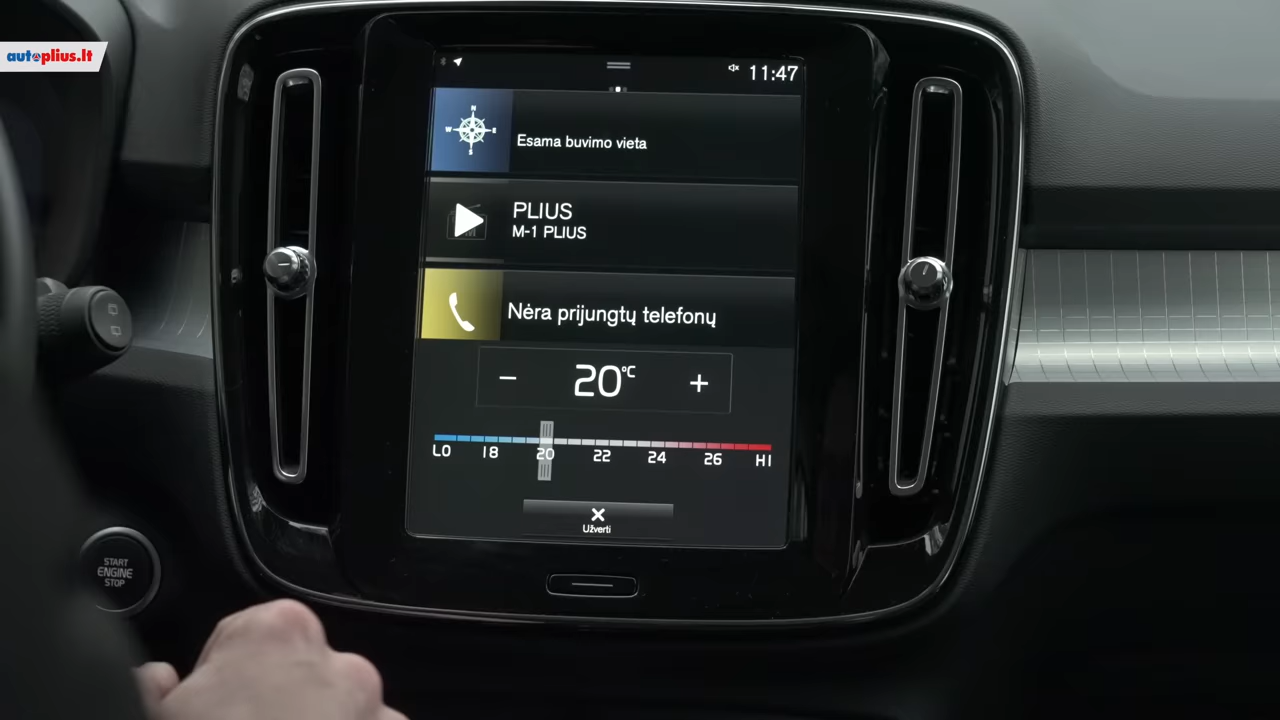 autoplius.lt
11:47
N
W E
S
Esama buvimo vieta
PLIUS
M-1 PLIUS
Nėra prijungtų telefonų
− 20°C +
LO 18 20 22 24 26 HI
Užverti
START
ENGINE
STOP